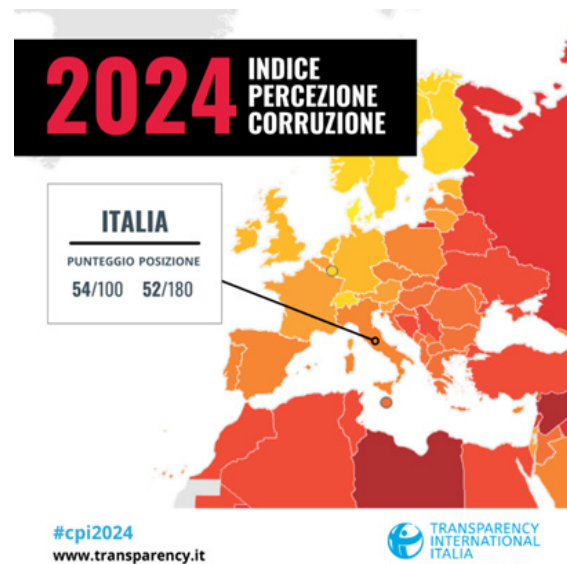 2024 INDICE
PERCEZIONE
CORRUZIONE
ITALIA
PUNTEGGIO POSIZIONE
54/100 52/180
#cpi2024
www.transparency.it
TRANSPARENCY
INTERNATIONAL
ITALIA